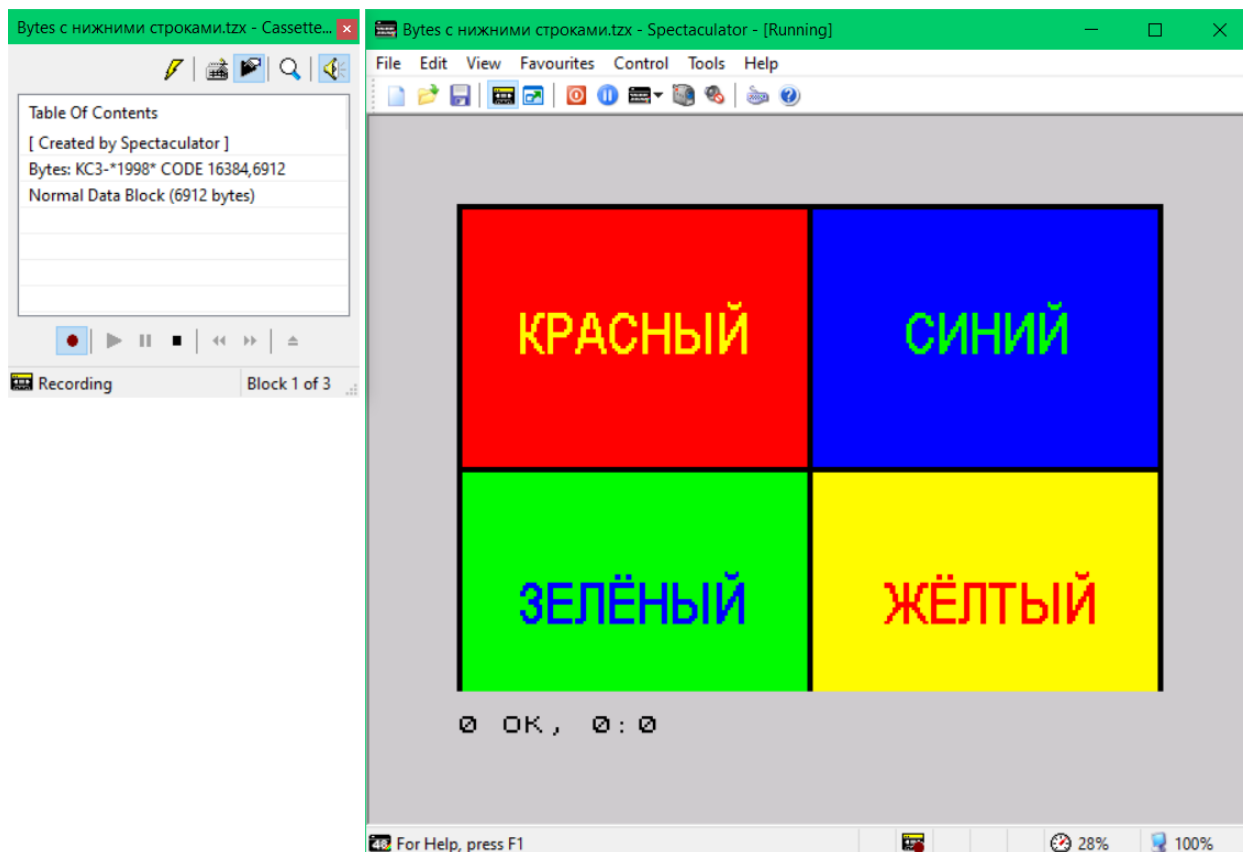 Bytes с нижними строками.tzx - Cassette...
Table Of Contents
[ Created by Spectaculator ]
Bytes: KC3-*1998* CODE 16384,6912
Normal Data Block (6912 bytes)
Recording
Block 1 of 3
Bytes с нижними строками.tzx - Spectaculator - [Running]
File Edit View Favourites Control Tools Help
КРАСНЫЙ
СИНИЙ
ЗЕЛЁНЫЙ
ЖЁЛТЫЙ
0 OK, 0:0
48
For Help, press F1
28%
100%